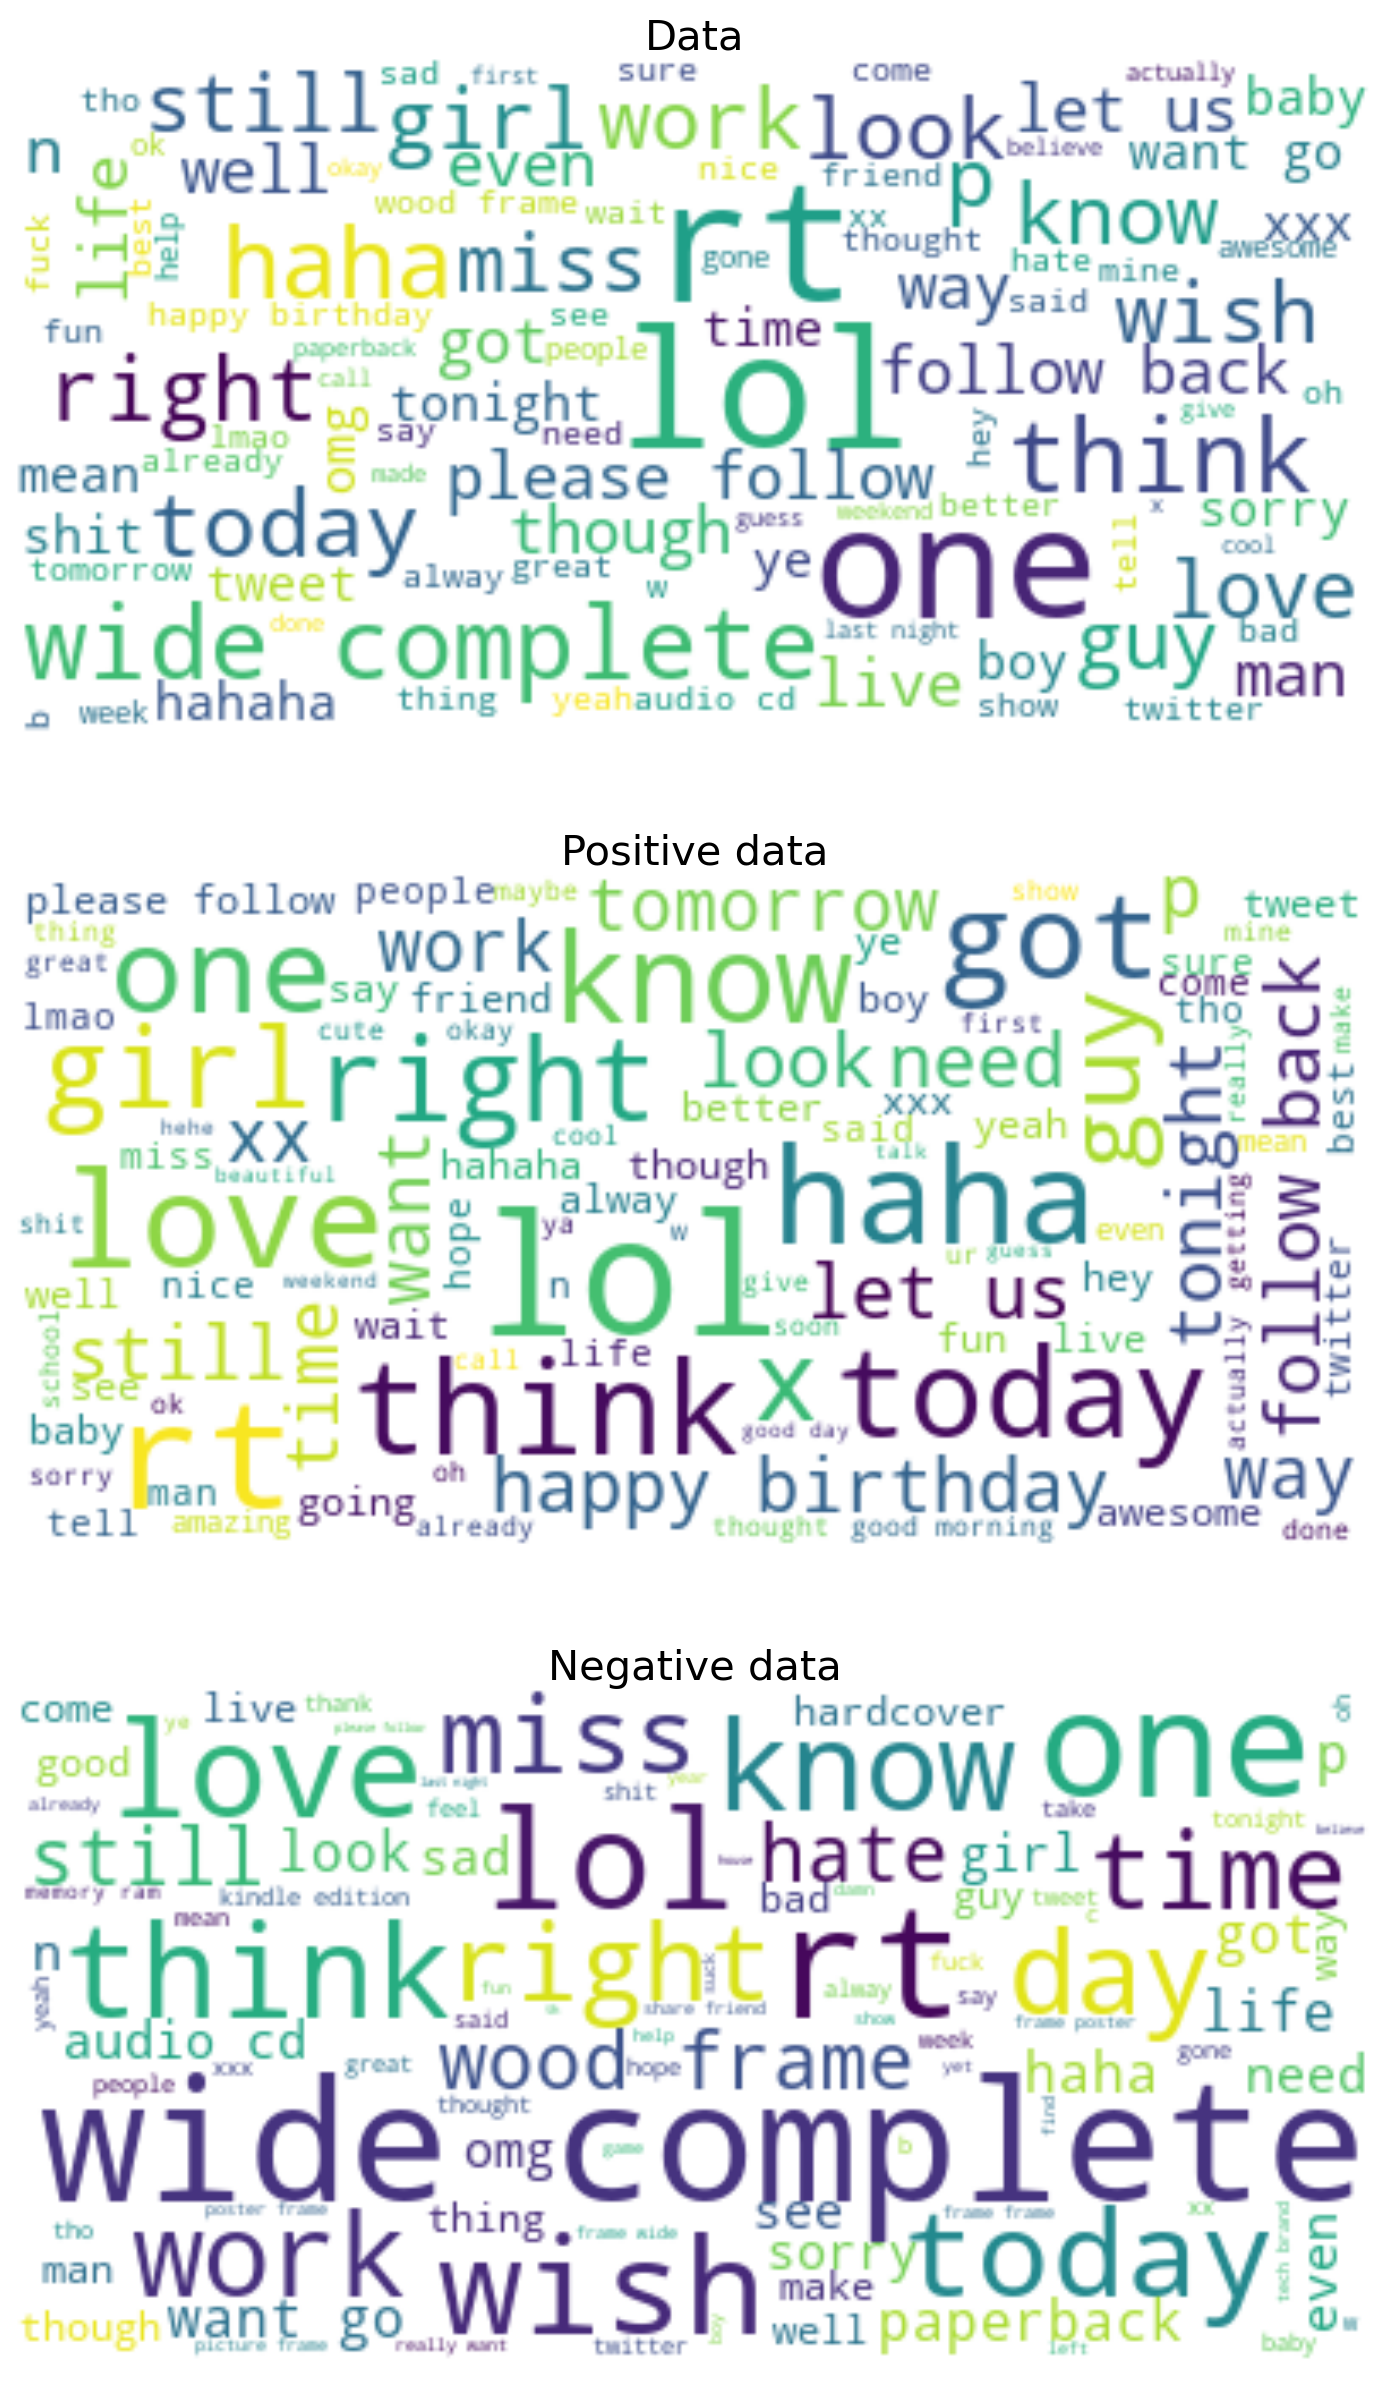 Data
sad first sure come actually
tho still girl work look let us baby
n ok well okay even nice friend p believe want go
life wood frame wait rt xx know xxx
fuck best help haha miss gone thought hate mine awesome
happy birthday see time way said wish
fun paperback got people lol follow back oh
right call tonight give
lmao omg say need hey think
mean already made please follow
shit today though guess weekend better x sorry
tomorrow tweet alway great w ye one tell cool love
wide complete done last night boy guy bad
b week hahaha thing yeah audio cd live show twitter man
Positive data
please follow people maybe tomorrow show p tweet
thing one work know ye got mine
great say friend boy sure come
lmao cute okay first tho
girl right look need guy tonight really follow back best make
hehe xx better xxx said yeah
miss beautiful want cool hahaha though talk haha mean
shit love hope alway ya w lol even getting
well nice weekend n give let us ur guess hey twitter
school still time wait life soon fun live actually
see ok call think x today
baby rt good day
sorry man going oh happy birthday way
tell amazing already thought good morning awesome done
Negative data
come live thank miss hardcover one oh
good ye love please follow know p
already last night feel shit year take tonight believe
still look sad lol house hate girl time
memory ram kindle edition bad damn guy tweet c
n mean think right rt fuck day got way
yeah fun suck alway say life
said oh share friend show frame poster
audio cd xxx great wood frame help hope week yet gone
people haha need
wide complete thought omg game b find
poster frame thing see frame frame xx
tho work frame wide wish sorry today tech brand even
man make
though want go well paperback w
picture frame really want twitter boy left baby